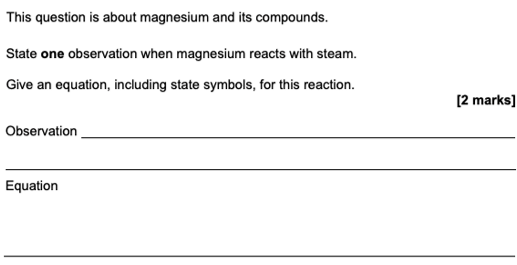 This question is about magnesium and its compounds.
State one observation when magnesium reacts with steam.
Give an equation, including state symbols, for this reaction.
[2 marks]
Observation
Equation